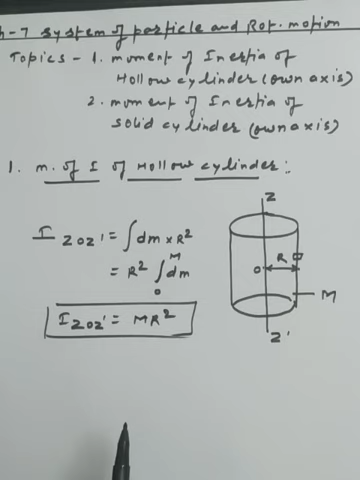 h-7 System of particle and Rot. motion
Topics - 1. moment of Inertia of
Hollow cylinder (own axis)
2. moment of Inertia of
solid cylinder (own axis)
1. M. of I of Hollow cylinder:
I ZOZ' = ∫dm x R²
= R² ∫₀ᴹ dm
I ZOZ' = MR²
Z
R
O
M
Z'